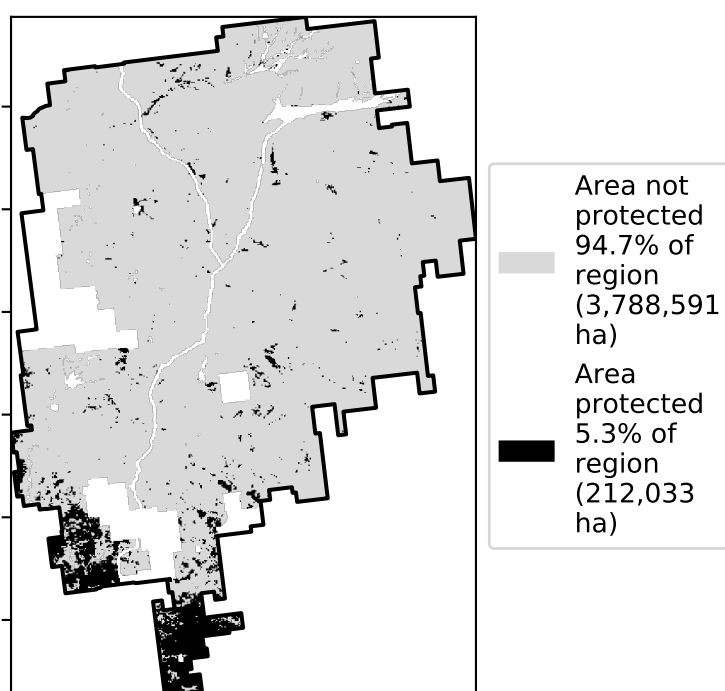 Area not
protected
94.7% of
region
(3,788,591
ha)
Area
protected
5.3% of
region
(212,033
ha)